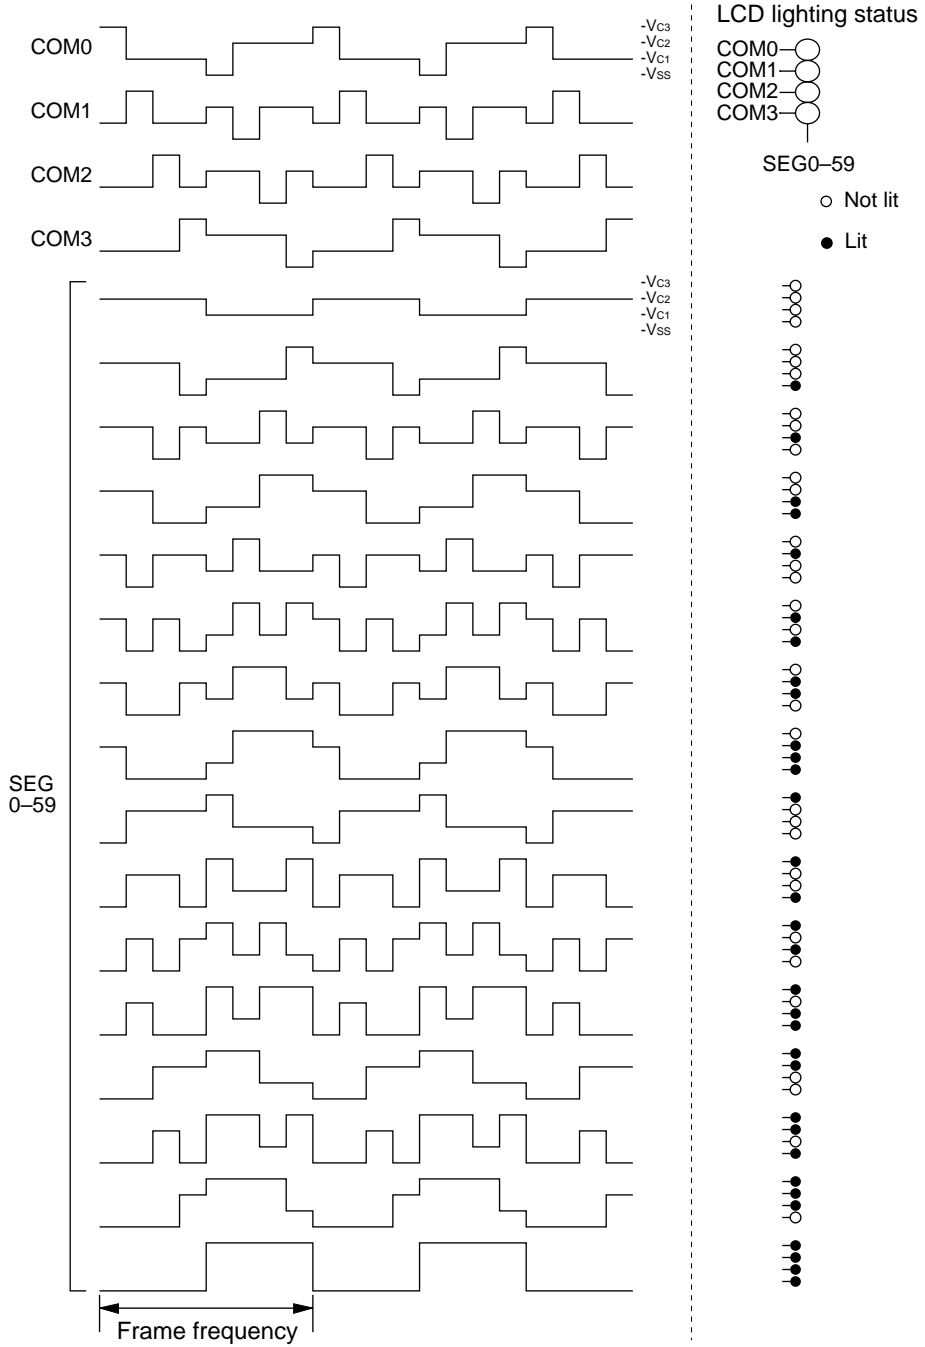 COM0
-VC3
-VC2
-VC1
-VSS
COM1
COM2
COM3
-VC3
-VC2
-VC1
-VSS
SEG
0–59
Frame frequency
LCD lighting status
COM0
COM1
COM2
COM3
SEG0–59
Not lit
Lit